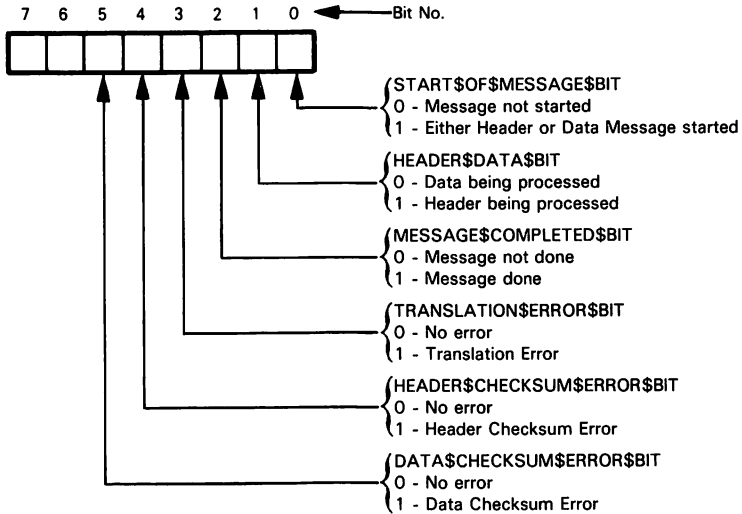 7 6 5 4 3 2 1 0 Bit No.
START$OF$MESSAGE$BIT
0 - Message not started
1 - Either Header or Data Message started
HEADER$DATA$BIT
0 - Data being processed
1 - Header being processed
MESSAGE$COMPLETED$BIT
0 - Message not done
1 - Message done
TRANSLATION$ERROR$BIT
0 - No error
1 - Translation Error
HEADER$CHECKSUM$ERROR$BIT
0 - No error
1 - Header Checksum Error
DATA$CHECKSUM$ERROR$BIT
0 - No error
1 - Data Checksum Error